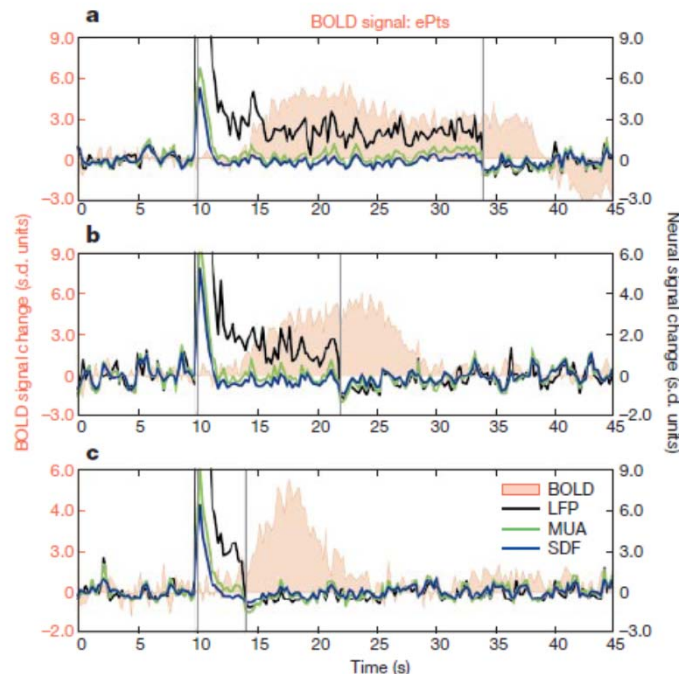 a
BOLD signal: ePts
9.0 9.0
6.0 6.0
3.0 3.0
0 0
−3.0 −3.0
0 5 10 15 20 25 30 35 40 45
b
9.0 6.0
6.0 4.0
3.0 2.0
0 0
−3.0 −2.0
0 5 10 15 20 25 30 35 40 45
c
6.0 9.0
4.0 6.0
3.0 3.0
0 0
−2.0 −3.0
0 5 10 15 20 25 30 35 40 45
BOLD
LFP
MUA
SDF
Time (s)
BOLD signal change (s.d. units)
Neural signal change (s.d. units)